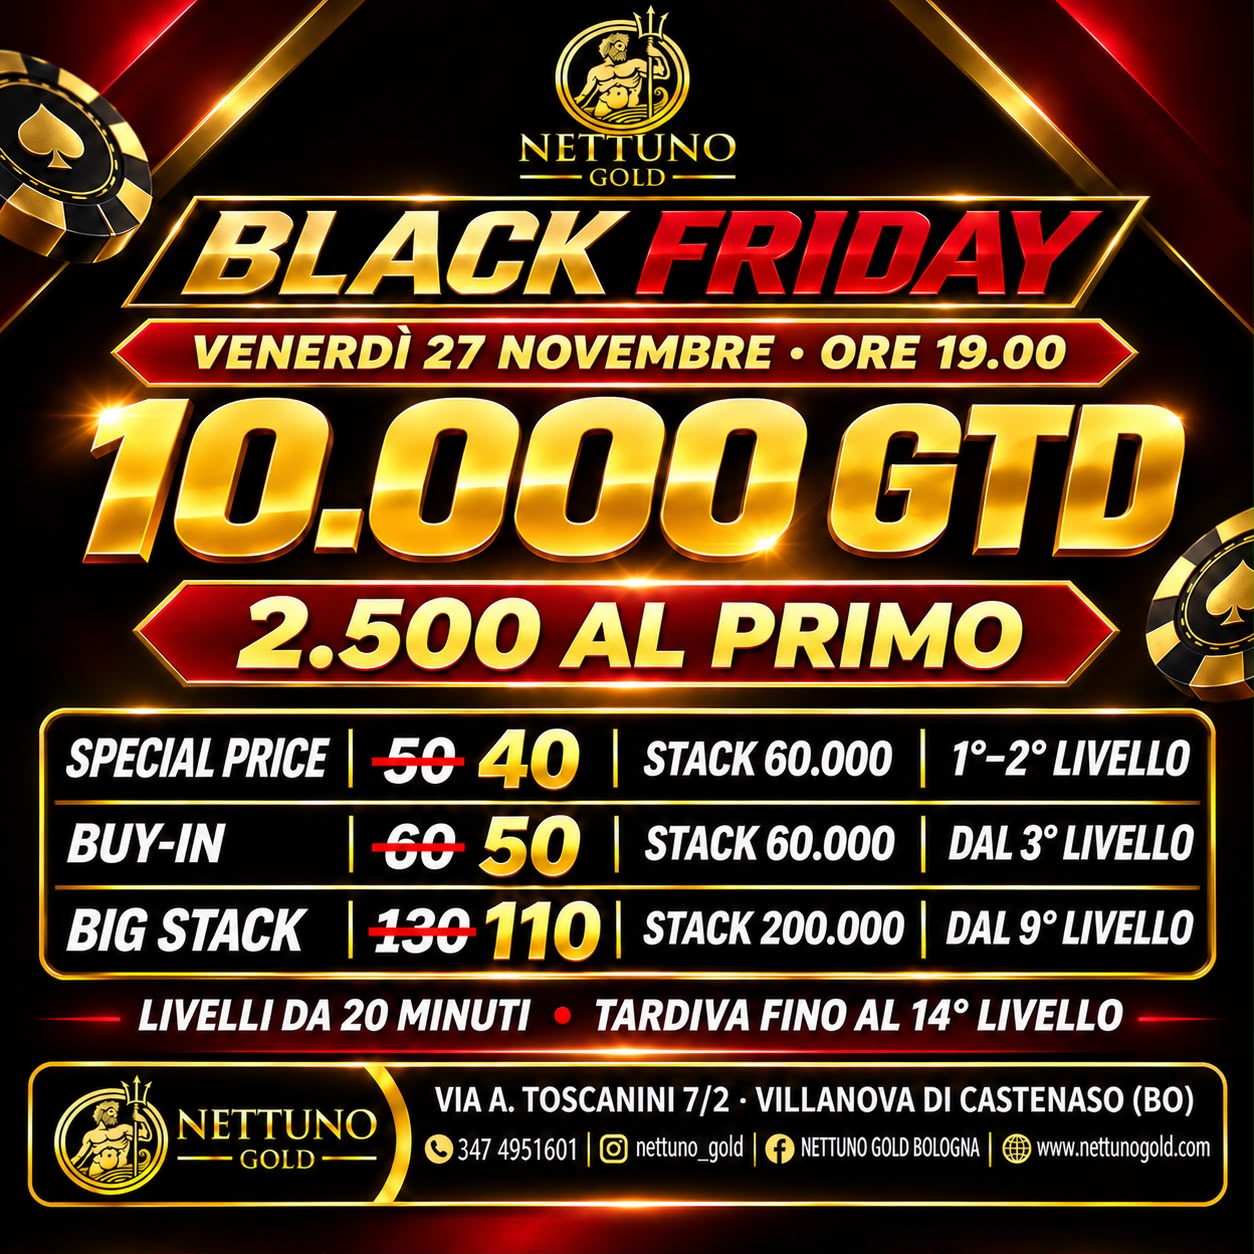 NETTUNO
GOLD
BLACK FRIDAY
VENERDÌ 27 NOVEMBRE • ORE 19.00
10.000 GTD
2.500 AL PRIMO
SPECIAL PRICE | 50 40 | STACK 60.000 | 1°-2° LIVELLO
BUY-IN | 60 50 | STACK 60.000 | DAL 3° LIVELLO
BIG STACK | 130 110 | STACK 200.000 | DAL 9° LIVELLO
LIVELLI DA 20 MINUTI • TARDIVA FINO AL 14° LIVELLO
NETTUNO
GOLD
VIA A. TOSCANINI 7/2 · VILLANOVA DI CASTENASO (BO)
347 4951601 | nettuno_gold | NETTUNO GOLD BOLOGNA | www.nettunogold.com